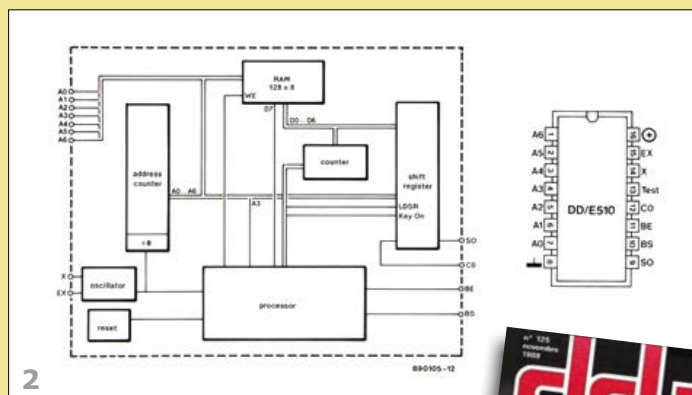 RAM
128 x 8
WE
D7
D0 ... D6
A0
A1
A2
A3
A4
A5
A6
address
counter
÷8
A0 ... A6
counter
shift
register
LDSR
Key On
A3
SO
C0
X
EX
oscillator
reset
processor
BE
BS
890105-12
A6 1
A5 2
A4 3
A3 4
A2 5
A1 6
A0 7
8
DD/E510
16 +
15 EX
14 X
13 Test
12 C0
11 BE
10 BS
9 SO
2
n° 125
novembre
1988